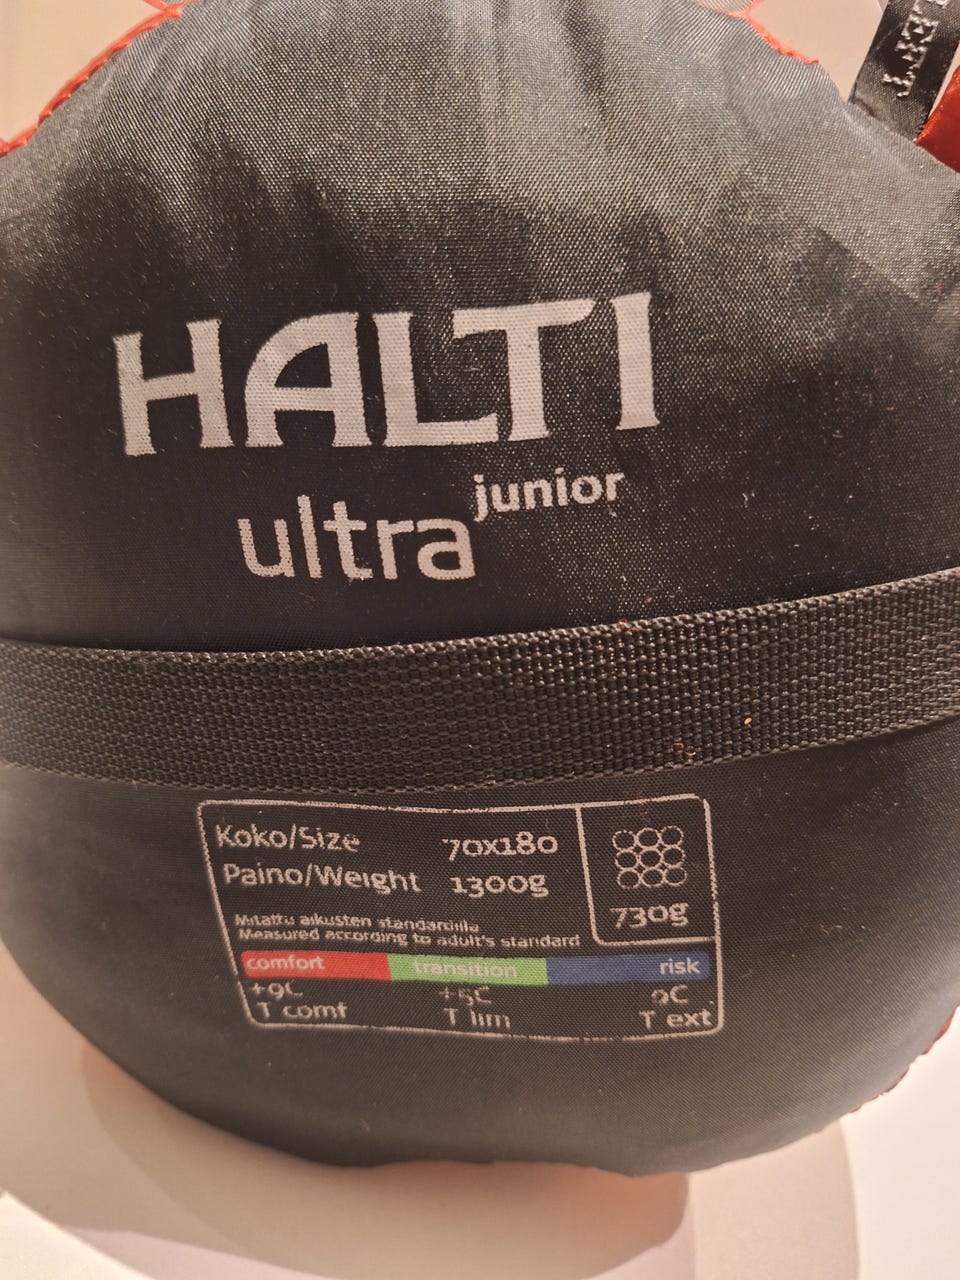 HALTI
ultra junior
Koko/Size 70x180
Paino/Weight 1300g
730g
Mitattu aikusten standardilla
Measured according to adult's standard
comfort transition risk
+9C +5C 9C
T comf T lim T ext